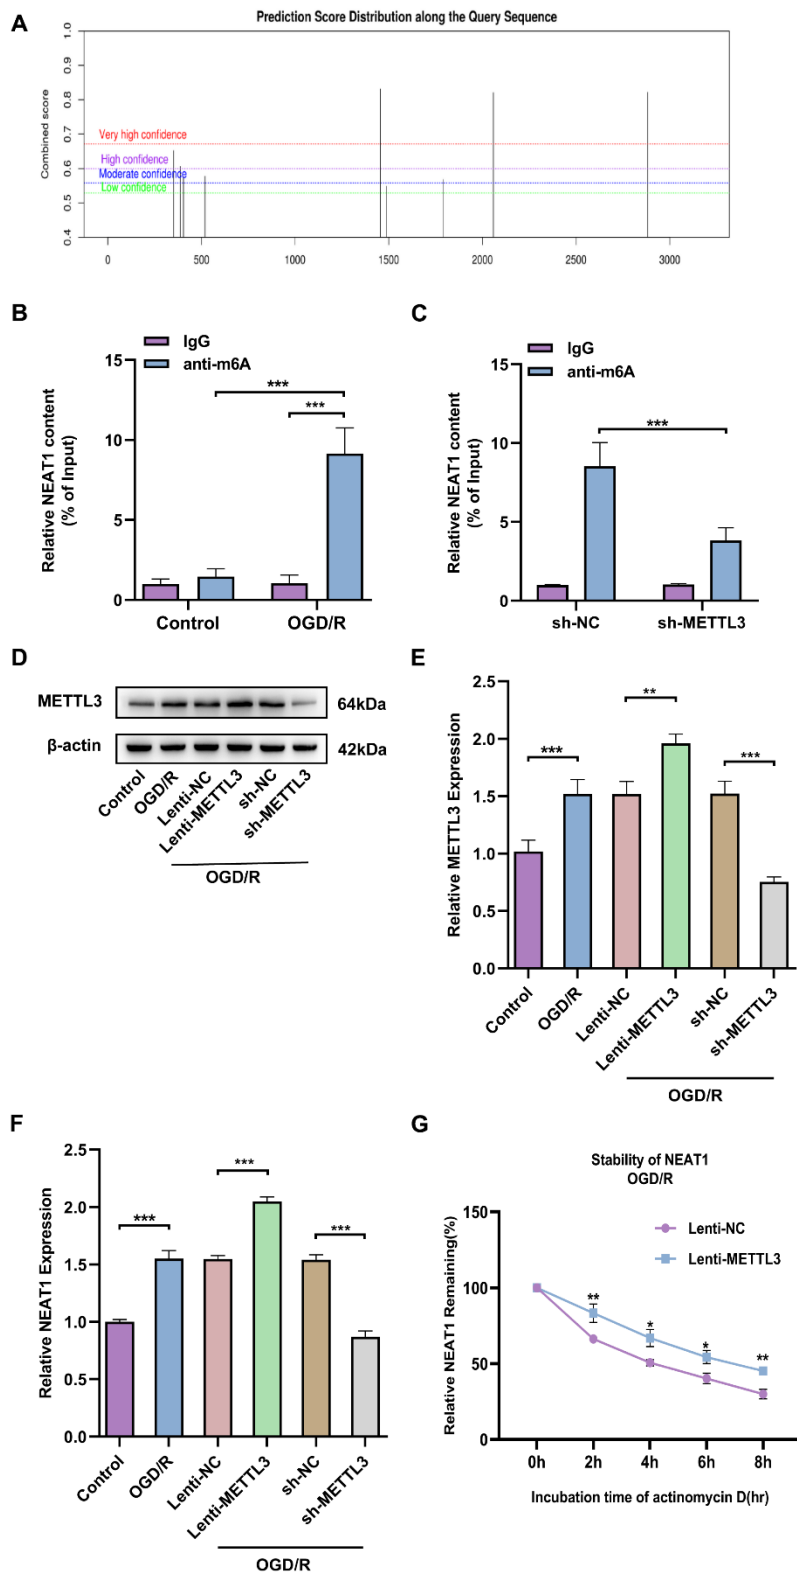 A
Prediction Score Distribution along the Query Sequence
Combined score
1.0
0.9
0.8
0.7
0.6
0.5
0.4
Very high confidence
High confidence
Moderate confidence
Low confidence
0 500 1000 1500 2000 2500 3000
B
IgG
anti-m6A
Relative NEAT1 content
(% of Input)
15
10
5
0
***
***
Control OGD/R
C
IgG
anti-m6A
Relative NEAT1 content
(% of Input)
15
10
5
0
***
sh-NC sh-METTL3
D
METTL3 64kDa
β-actin 42kDa
Control
OGD/R
Lenti-NC
Lenti-METTL3
sh-NC
sh-METTL3
OGD/R
E
Relative METTL3 Expression
2.5
2.0
1.5
1.0
0.5
0.0
***
**
***
Control
OGD/R
Lenti-NC
Lenti-METTL3
sh-NC
sh-METTL3
OGD/R
F
Relative NEAT1 Expression
2.5
2.0
1.5
1.0
0.5
0.0
***
***
***
Control
OGD/R
Lenti-NC
Lenti-METTL3
sh-NC
sh-METTL3
OGD/R
G
Stability of NEAT1
OGD/R
Lenti-NC
Lenti-METTL3
Relative NEAT1 Remaining(%)
150
100
50
0
**
*
*
**
0h 2h 4h 6h 8h
Incubation time of actinomycin D(hr)